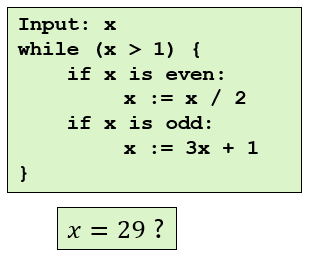 Input: x
while (x > 1) {
if x is even:
x := x / 2
if x is odd:
x := 3x + 1
}
x = 29 ?